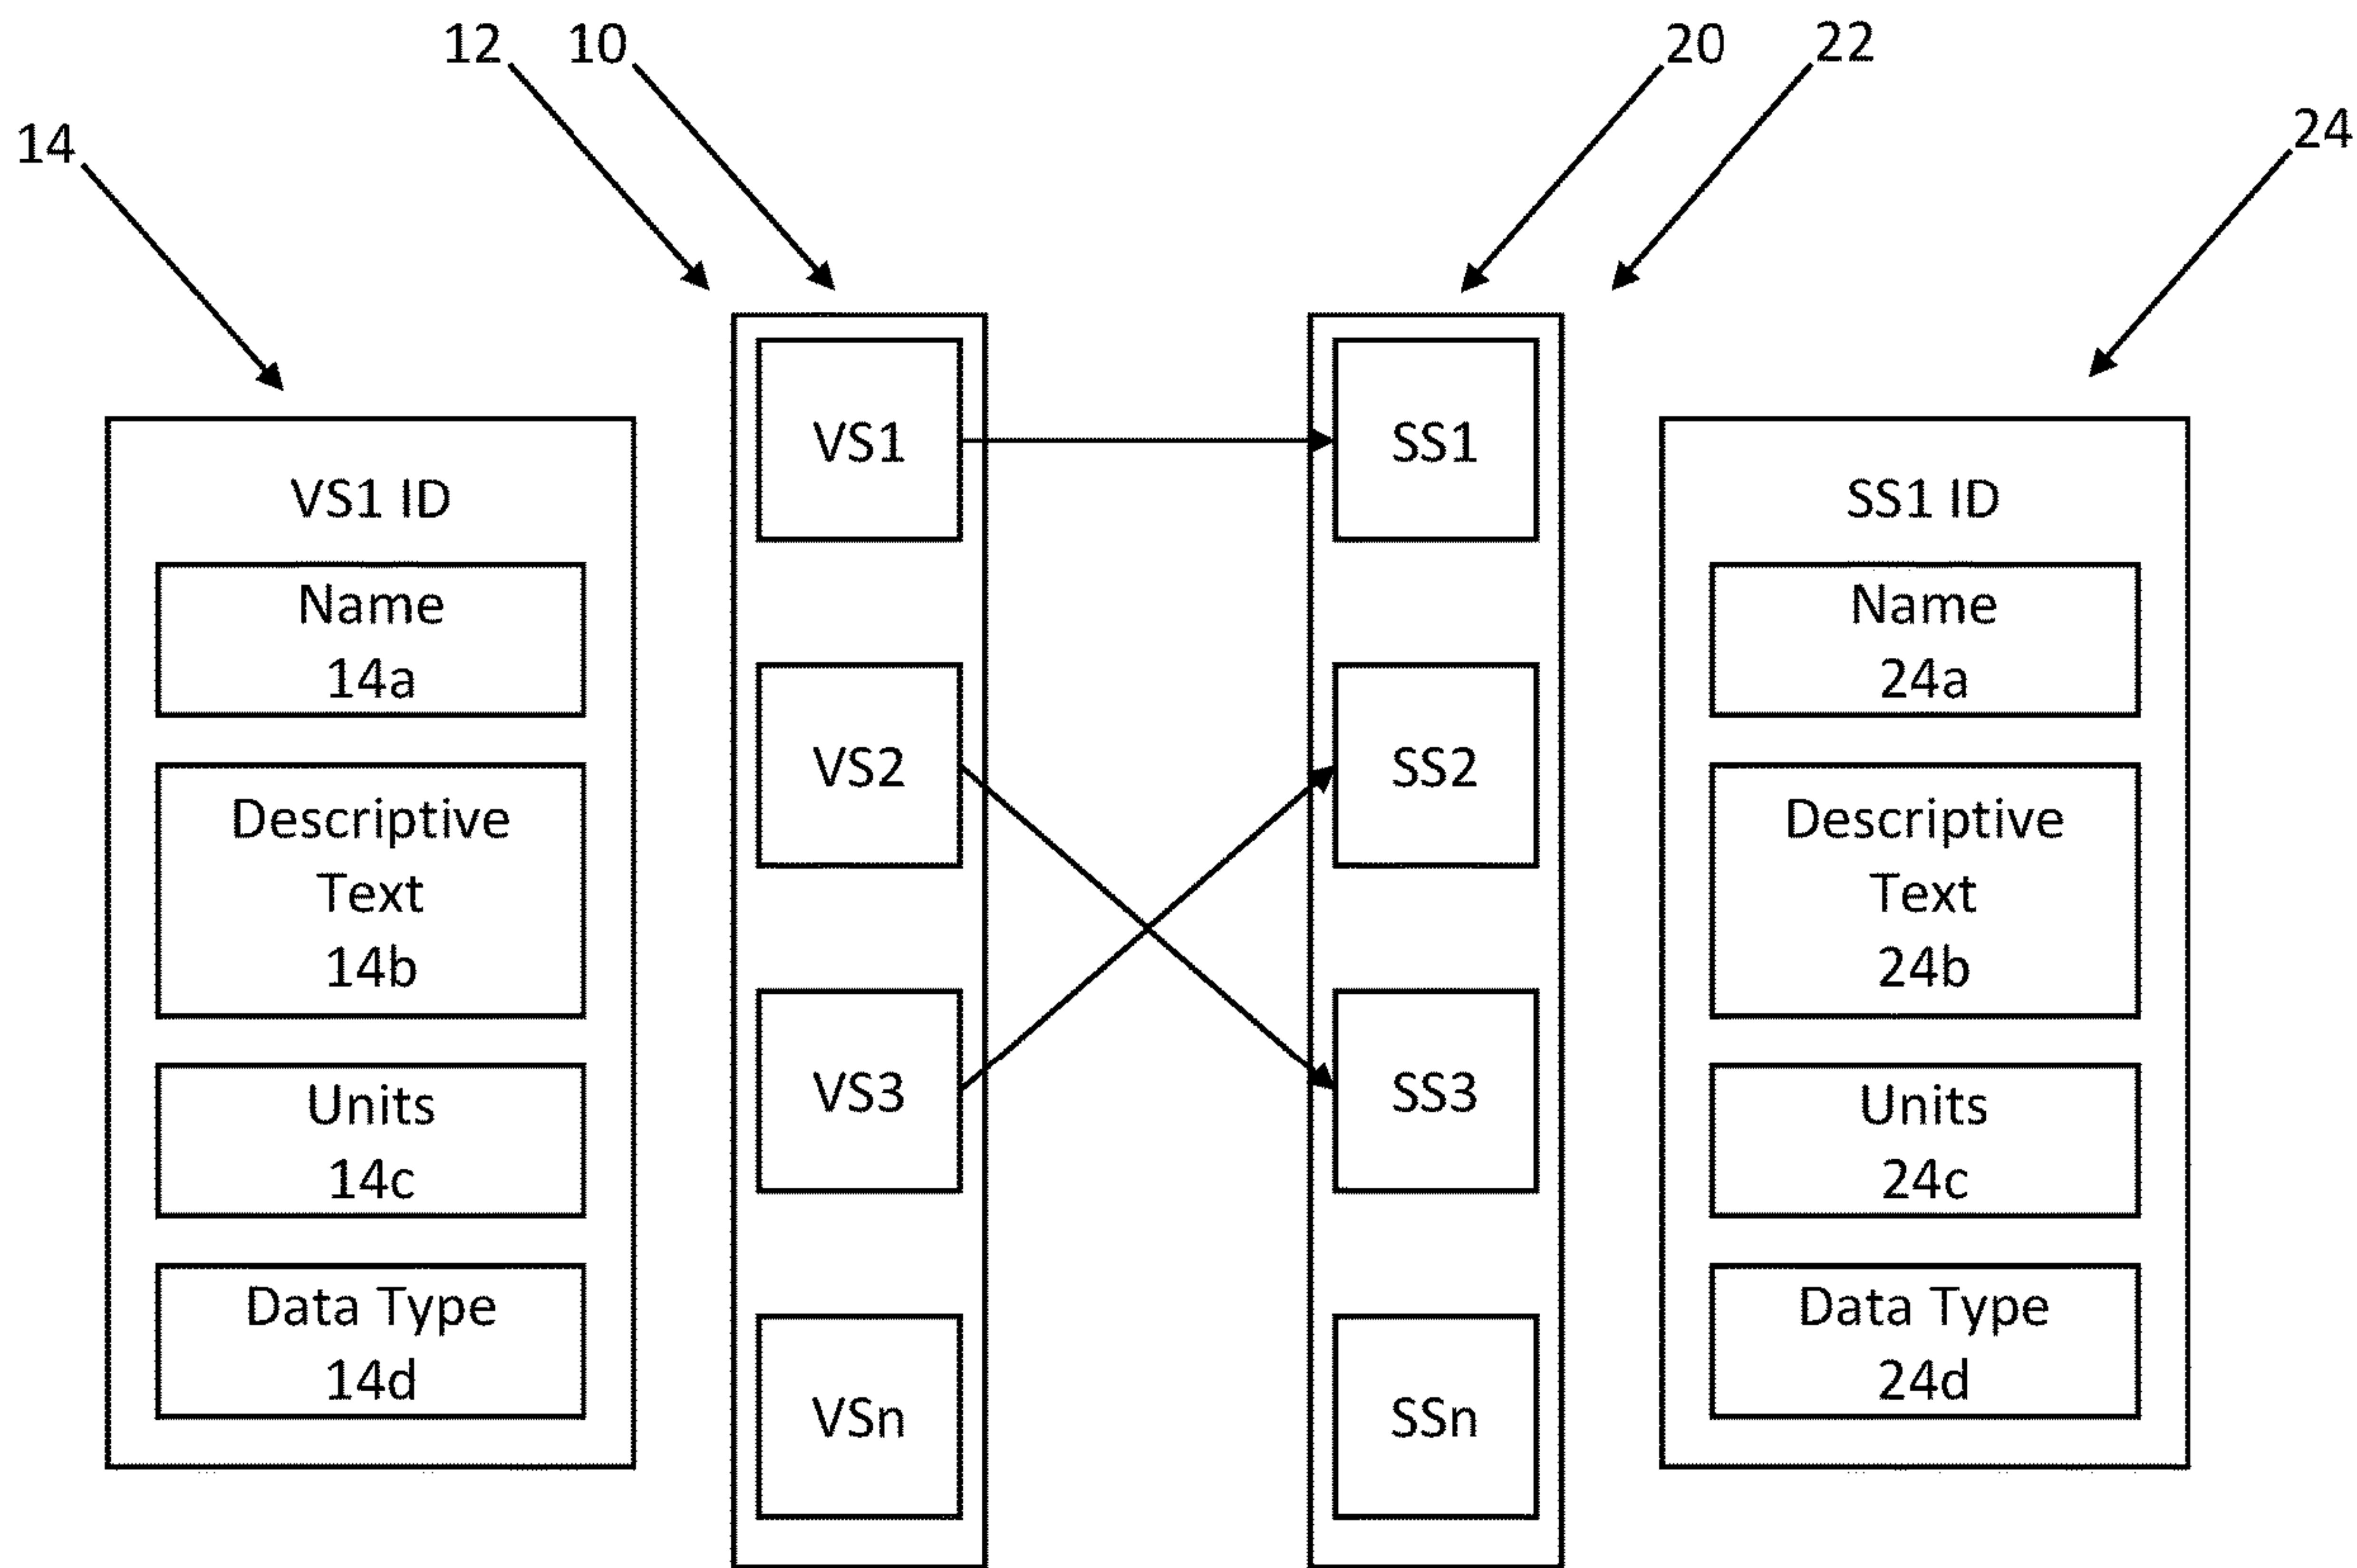 12
10
20
22
14
24
VS1 ID
Name
14a
Descriptive
Text
14b
Units
14c
Data Type
14d
VS1
VS2
VS3
VSn
SS1
SS2
SS3
SSn
SS1 ID
Name
24a
Descriptive
Text
24b
Units
24c
Data Type
24d